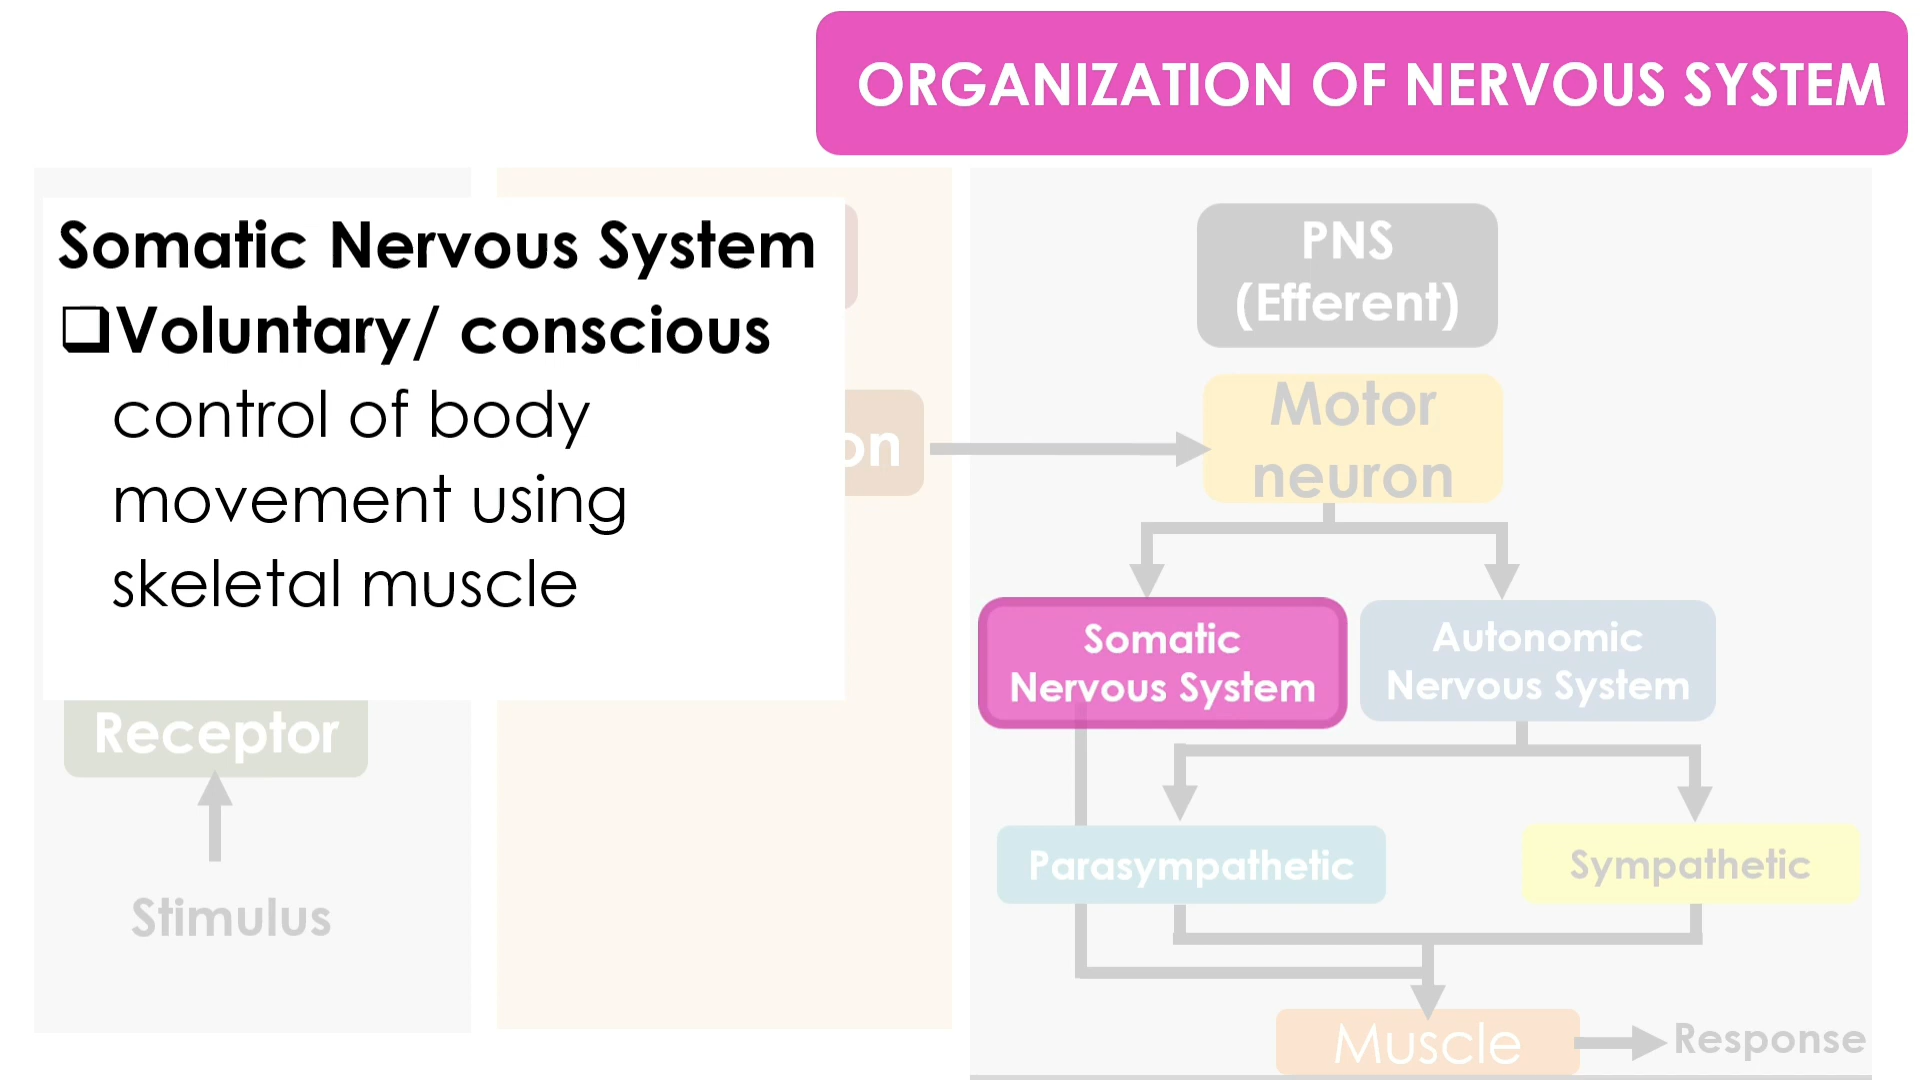 ORGANIZATION OF NERVOUS SYSTEM
Somatic Nervous System
❑Voluntary/ conscious
control of body
movement using
skeletal muscle
Receptor
Stimulus
PNS
(Efferent)
Motor
neuron
Somatic
Nervous System
Autonomic
Nervous System
Parasympathetic
Sympathetic
Muscle
Response